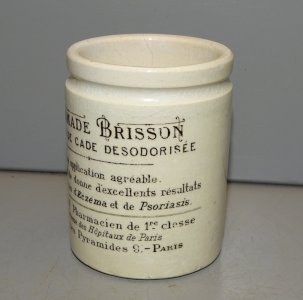 MADE BRISSON
DE CADE DESODORISÉE
application agréable.
donne d'excellents résultats
d'Eczema et de Psoriasis.
Pharmacien de 1re classe
des Hôpitaux de Paris
Pyramides 8.-PARIS